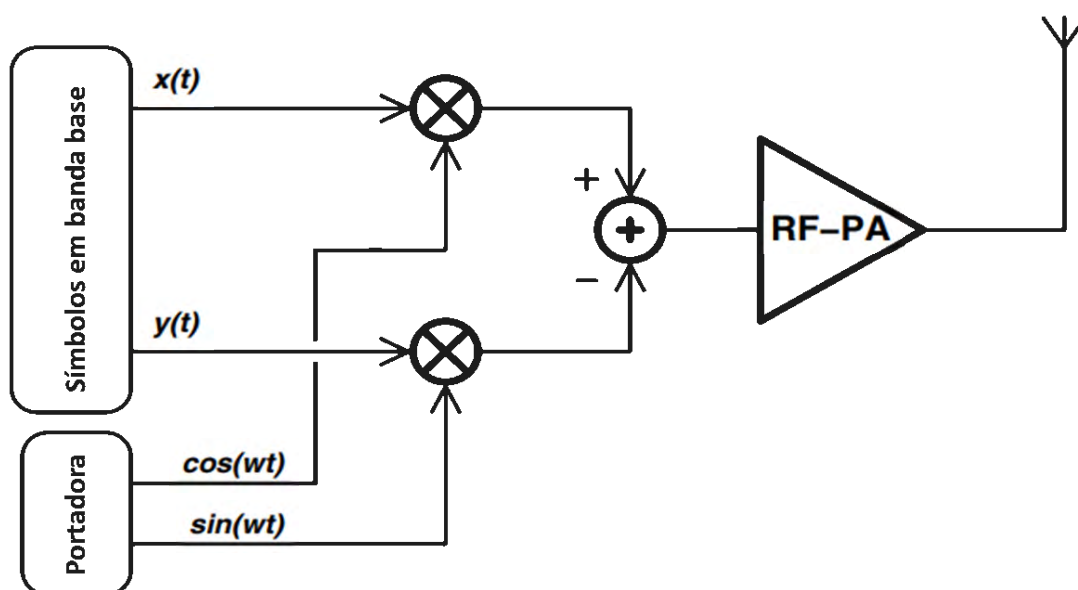 Símbolos em banda base
x(t)
y(t)
+
+
−
RF−PA
Portadora
cos(wt)
sin(wt)